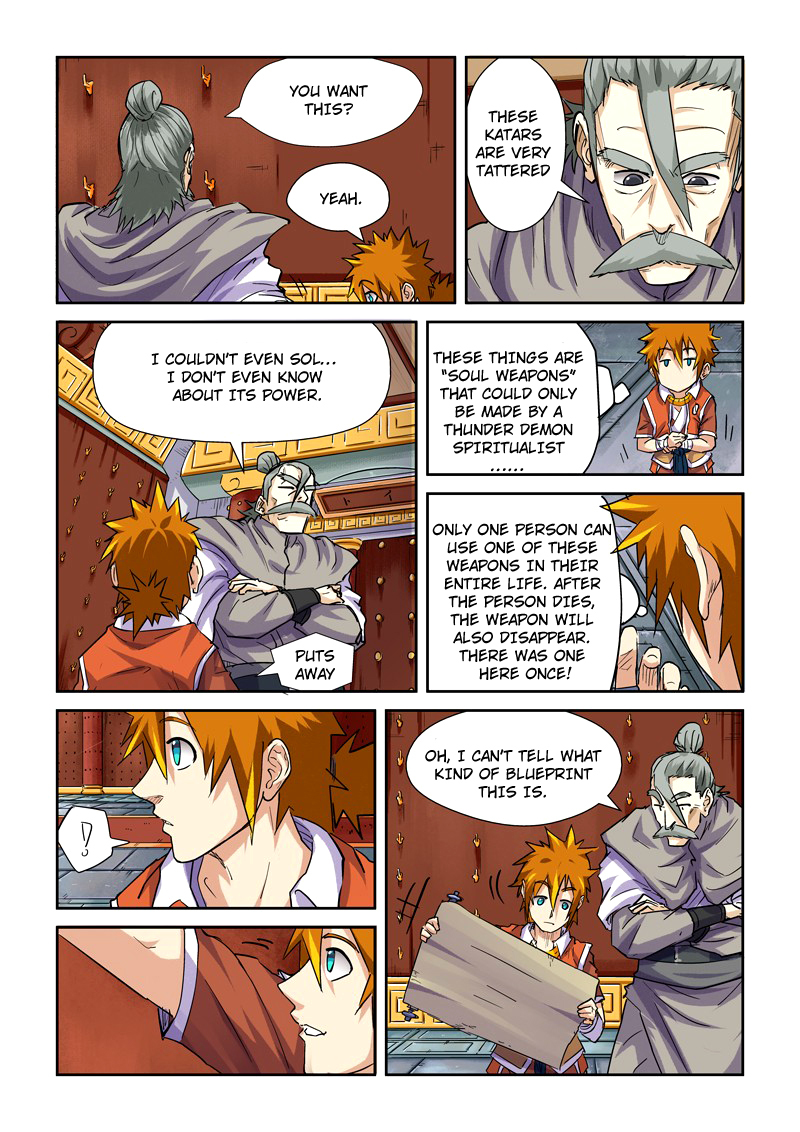 YOU WANT
THIS?
YEAH.
THESE
KATARS
ARE VERY
TATTERED
I COULDN'T EVEN SOL...
I DON'T EVEN KNOW
ABOUT ITS POWER.
PUTS
AWAY
THESE THINGS ARE
"SOUL WEAPONS"
THAT COULD ONLY
BE MADE BY A
THUNDER DEMON
SPIRITUALIST
......
ONLY ONE PERSON CAN
USE ONE OF THESE
WEAPONS IN THEIR
ENTIRE LIFE. AFTER
THE PERSON DIES,
THE WEAPON WILL
ALSO DISAPPEAR.
THERE WAS ONE
HERE ONCE!
!
OH, I CAN'T TELL WHAT
KIND OF BLUEPRINT
THIS IS.